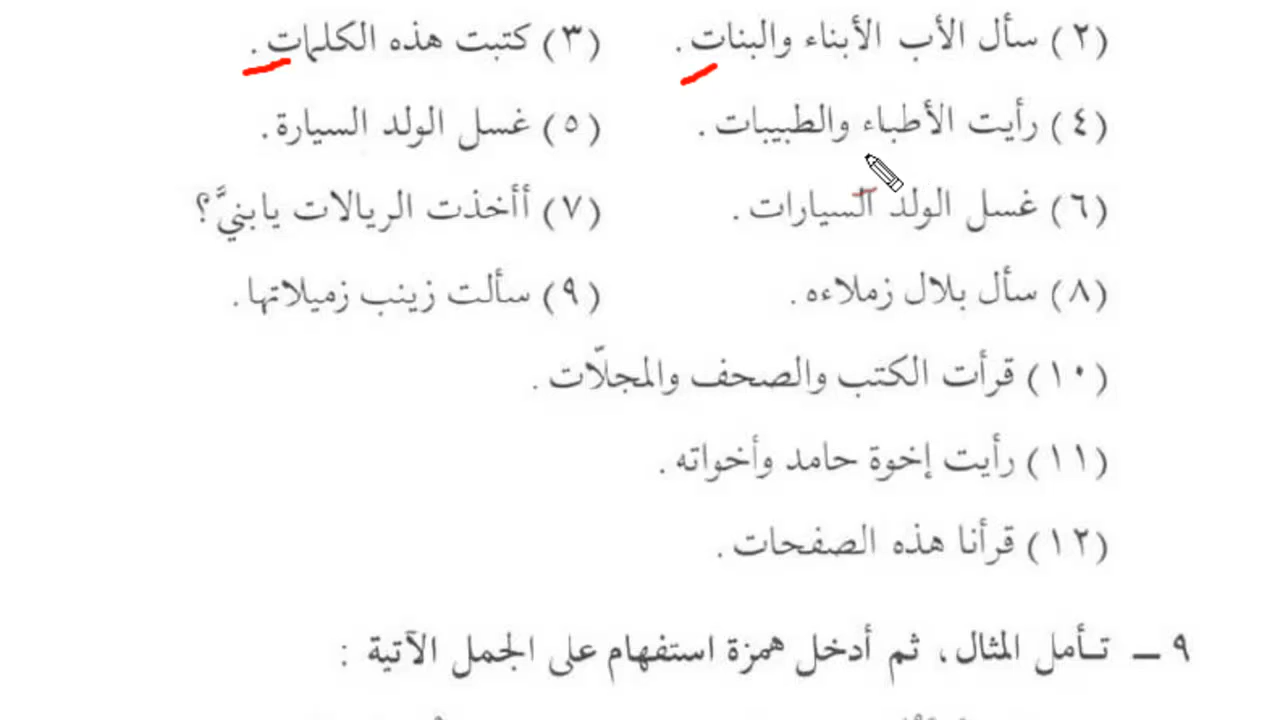 (٢) سأل الأب الأبناء والبنات . (٣) كتبت هذه الكلمات .
(٤) رأيت الأطباء والطبيبات . (٥) غسل الولد السيارة .
(٦) غسل الولد السيارات . (٧) أأخذت الريالات يابنيَّ؟
(٨) سأل بلال زملاءه . (٩) سألت زينب زميلاتها .
(١٠) قرأت الكتب والصحف والمجلّات .
(١١) رأيت إخوة حامد وأخواته .
(١٢) قرأنا هذه الصفحات .
٩ ــ تـأمل المثال، ثم أدخل همزة استفهام على الجمل الآتية :